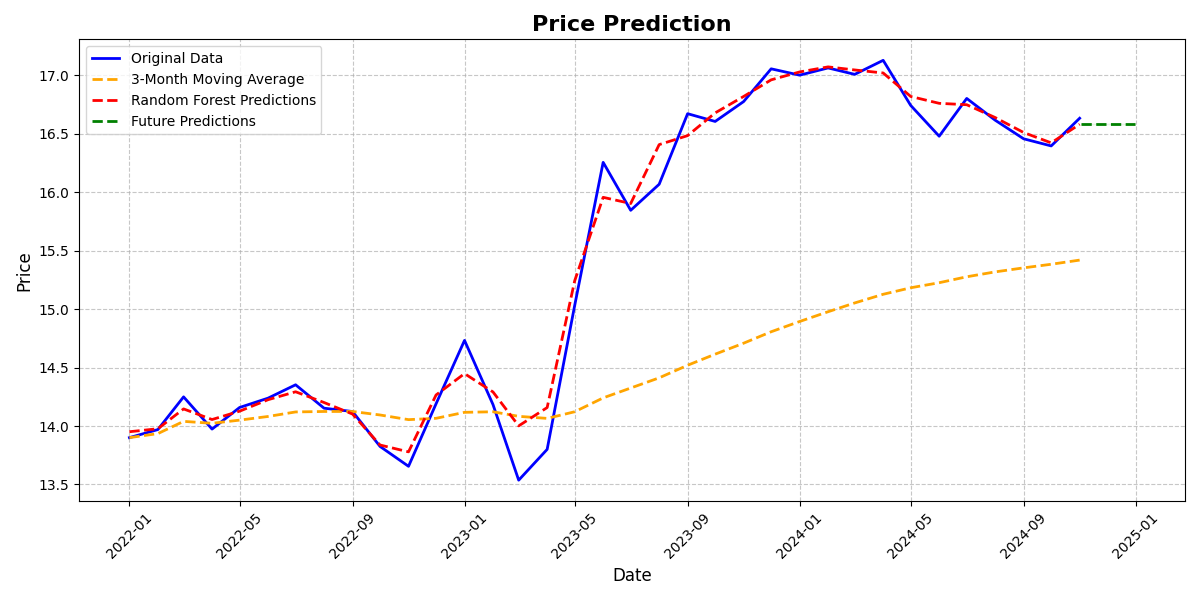 Price Prediction
Original Data
3-Month Moving Average
Random Forest Predictions
Future Predictions
Price
17.0
16.5
16.0
15.5
15.0
14.5
14.0
13.5
2022-01
2022-05
2022-09
2023-01
2023-05
2023-09
2024-01
2024-05
2024-09
2025-01
Date